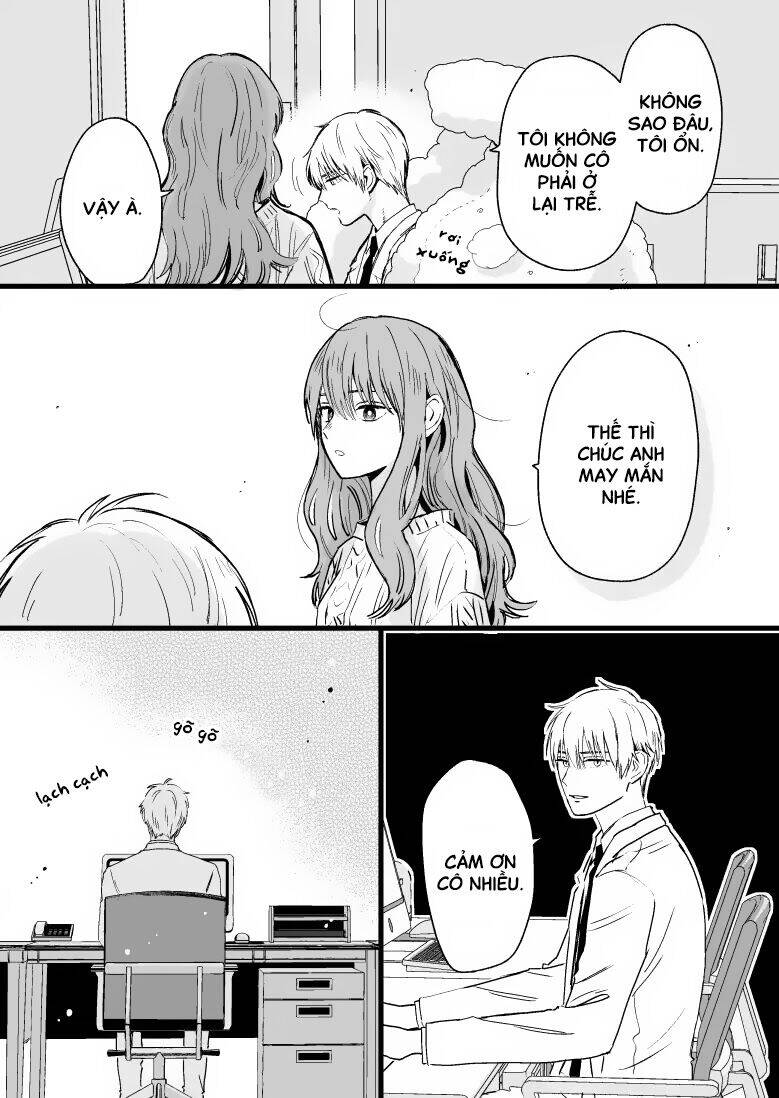 KHÔNG
SAO ĐÂU,
TÔI ỔN.
TÔI KHÔNG
MUỐN CÓ
PHẢI Ở
LẠI TRỄ.
VẬY À.
rơi
xuống
THẾ THÌ
CHÚC ANH
MAY MẮN
NHÉ.
CẢM ƠN
CÔ NHIỀU.
gõ gõ
lạch cạch